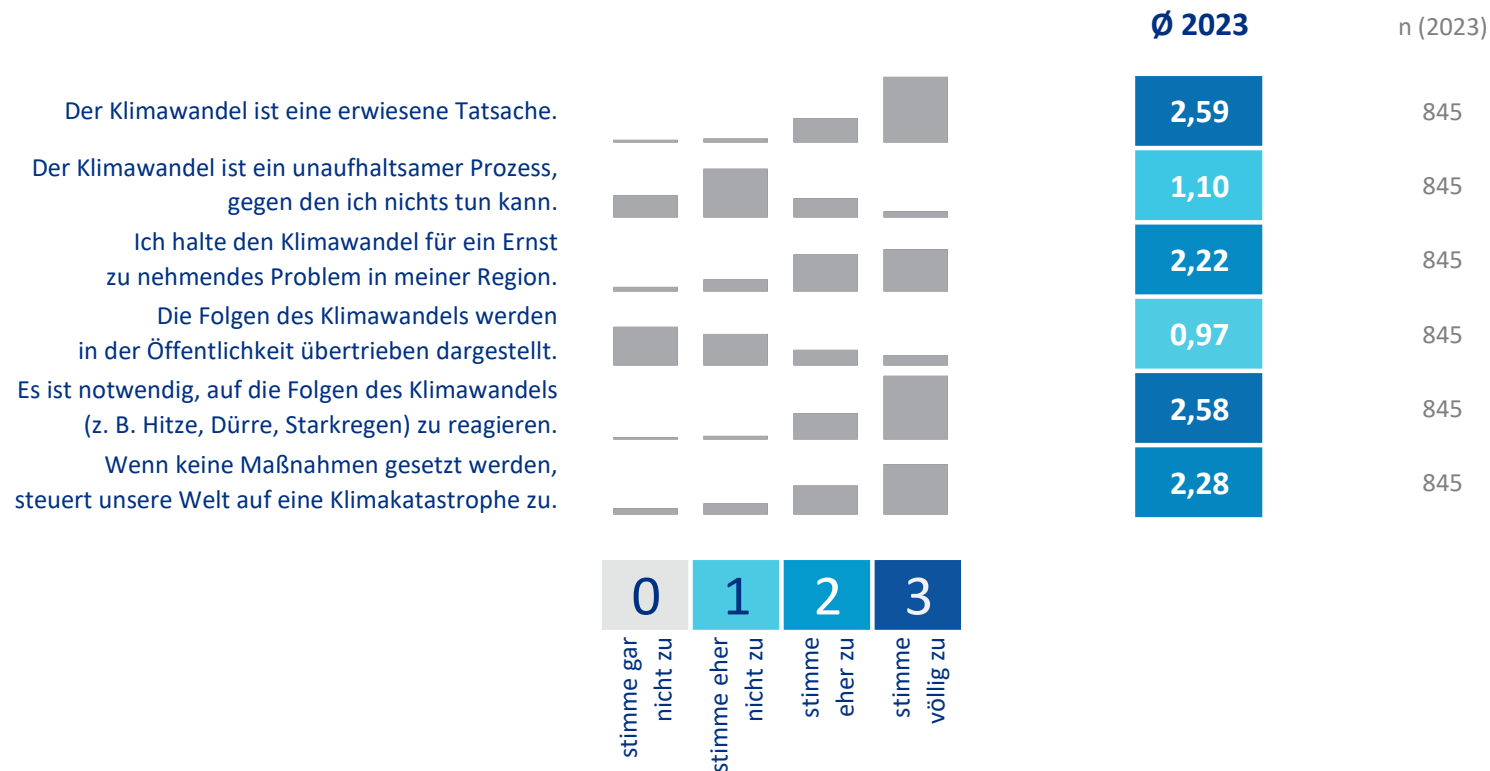 Ø 2023 n (2023)
Der Klimawandel ist eine erwiesene Tatsache. 2,59 845
Der Klimawandel ist ein unaufhaltsamer Prozess,
gegen den ich nichts tun kann. 1,10 845
Ich halte den Klimawandel für ein Ernst
zu nehmendes Problem in meiner Region. 2,22 845
Die Folgen des Klimawandels werden
in der Öffentlichkeit übertrieben dargestellt. 0,97 845
Es ist notwendig, auf die Folgen des Klimawandels
(z. B. Hitze, Dürre, Starkregen) zu reagieren. 2,58 845
Wenn keine Maßnahmen gesetzt werden,
steuert unsere Welt auf eine Klimakatastrophe zu. 2,28 845
0 1 2 3
stimme gar
nicht zu
stimme eher
nicht zu
stimme
eher zu
stimme
völlig zu